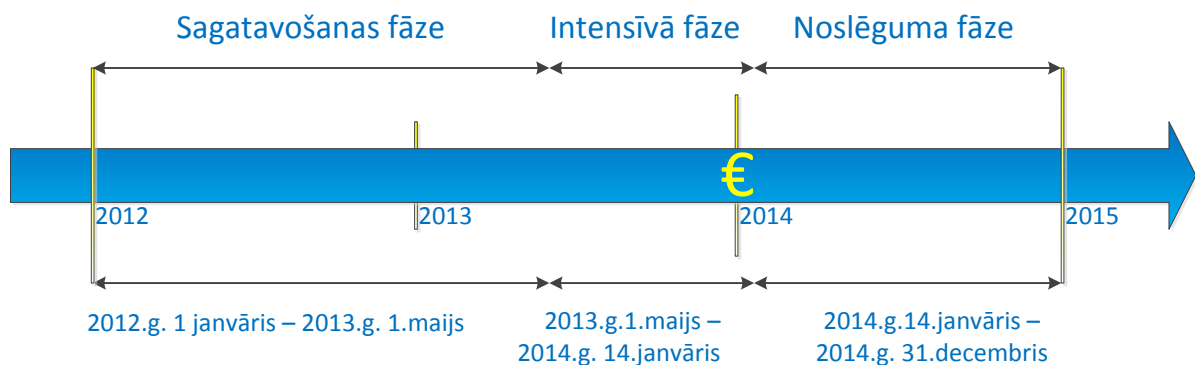 Sagatavošanas fāze
Intensīvā fāze
Noslēguma fāze
€
2012
2013
2014
2015
2012.g. 1 janvāris – 2013.g. 1.maijs
2013.g.1.maijs –
2014.g. 14.janvāris
2014.g.14.janvāris –
2014.g. 31.decembris